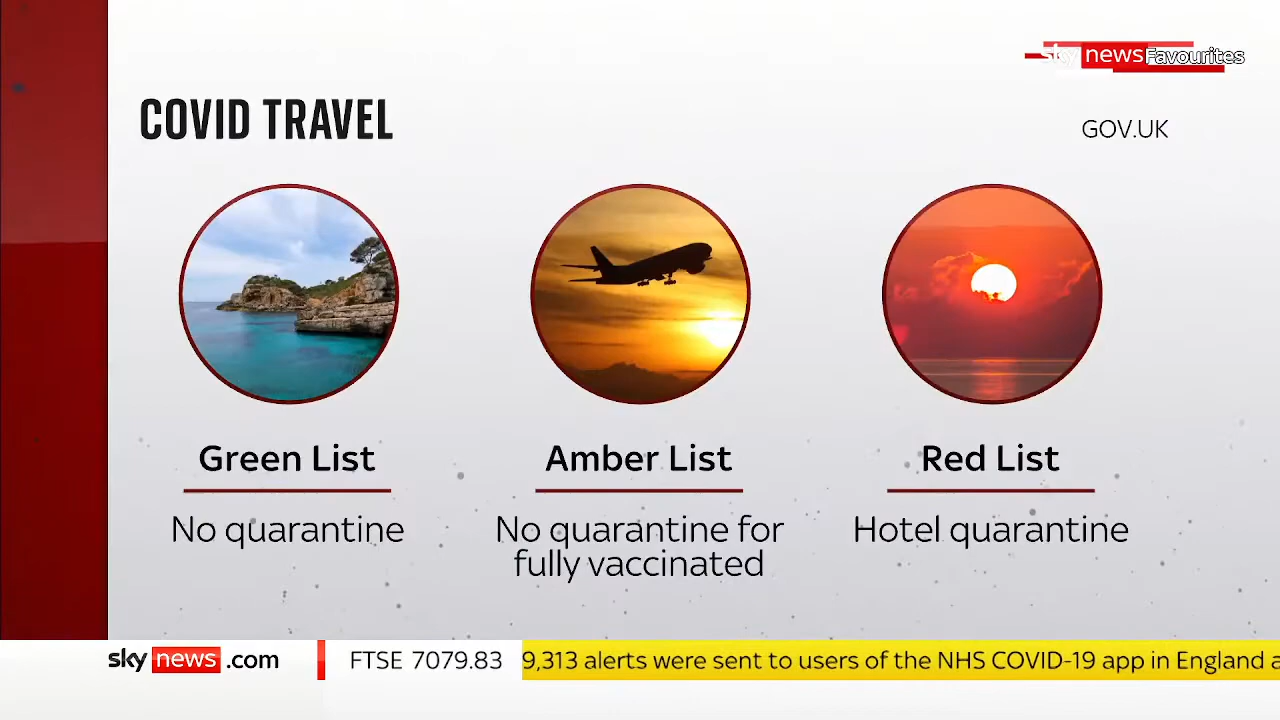 sky news Favourites
COVID TRAVEL
GOV.UK
Green List
No quarantine
Amber List
No quarantine for
fully vaccinated
Red List
Hotel quarantine
sky news .com
FTSE 7079.83
9,313 alerts were sent to users of the NHS COVID-19 app in England a